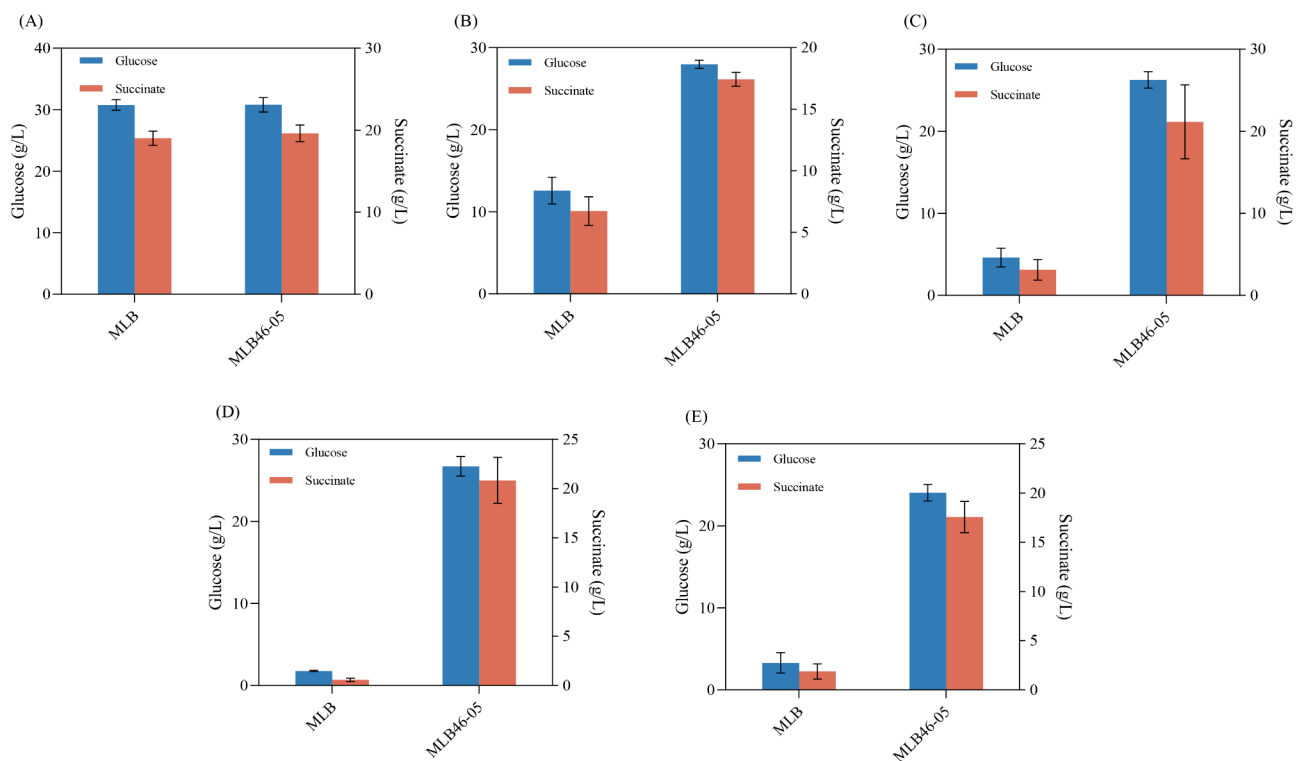 (A)
40
30
20
10
0
Glucose (g/L)
Glucose
Succinate
30
20
10
0
Succinate (g/L)
MLB
MLB46-05
(B)
30
20
10
0
Glucose (g/L)
Glucose
Succinate
20
15
10
5
0
Succinate (g/L)
MLB
MLB46-05
(C)
30
20
10
0
Glucose (g/L)
Glucose
Succinate
30
20
10
0
Succinate (g/L)
MLB
MLB46-05
(D)
30
20
10
0
Glucose (g/L)
Glucose
Succinate
25
20
15
10
5
0
Succinate (g/L)
MLB
MLB46-05
(E)
30
20
10
0
Glucose (g/L)
Glucose
Succinate
25
20
15
10
5
0
Succinate (g/L)
MLB
MLB46-05